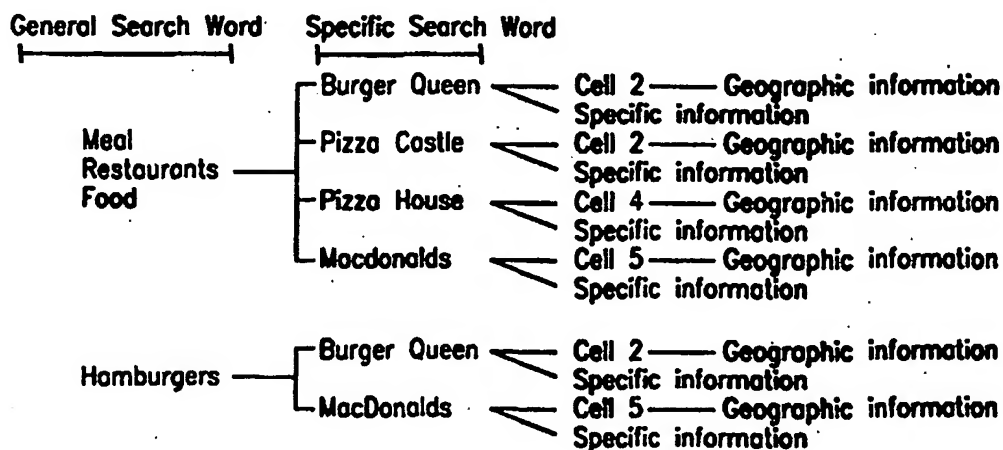 General Search Word Specific Search Word
Burger Queen Cell 2 Geographic information
Specific information
Meal Pizza Castle Cell 2 Geographic information
Restaurants Specific information
Food Pizza House Cell 4 Geographic information
Specific information
Macdonalds Cell 5 Geographic information
Specific information
Burger Queen Cell 2 Geographic information
Hamburgers Specific information
MacDonalds Cell 5 Geographic information
Specific information